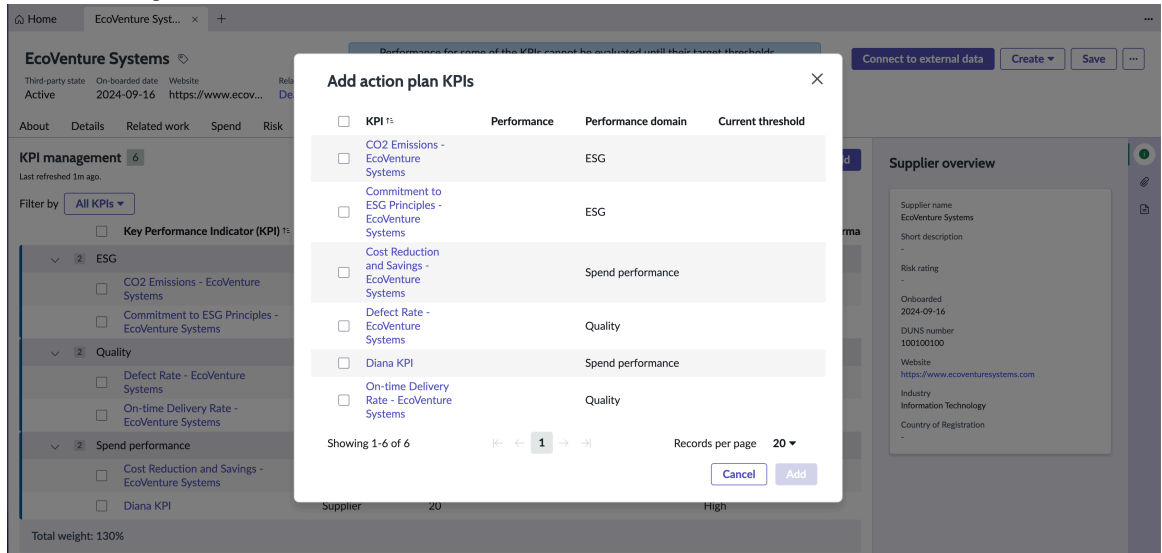 Home
EcoVenture Syst... × +
EcoVenture Systems
Performance for some of the KPIs cannot be evaluated until their target thresholds
Connect to external data
Create
Save
Third-party state
Active
On-boarded date
2024-09-16
Website
https://www.ecov...
Rela
De
About Details Related work Spend Risk
KPI management 6
Last refreshed 1m ago.
Filter by All KPIs
Key Performance Indicator (KPI)
2 ESG
CO2 Emissions - EcoVenture
Systems
Commitment to ESG Principles -
EcoVenture Systems
2 Quality
Defect Rate - EcoVenture
Systems
On-time Delivery Rate -
EcoVenture Systems
2 Spend performance
Cost Reduction and Savings -
EcoVenture Systems
Diana KPI Supplier 20 High
Total weight: 130%
Add action plan KPIs
KPI Performance Performance domain Current threshold
CO2 Emissions -
EcoVenture
Systems
ESG
Commitment to
ESG Principles -
EcoVenture
Systems
ESG
Cost Reduction
and Savings -
EcoVenture
Systems
Spend performance
Defect Rate -
EcoVenture
Systems
Quality
Diana KPI Spend performance
On-time Delivery
Rate - EcoVenture
Systems
Quality
Showing 1-6 of 6
1
Records per page 20
Cancel
Add
d
rma
Supplier overview
Supplier name
EcoVenture Systems
Short description
-
Risk rating
-
Onboarded
2024-09-16
DUNS number
100100100
Website
https://www.ecoventuresystems.com
Industry
Information Technology
Country of Registration
-